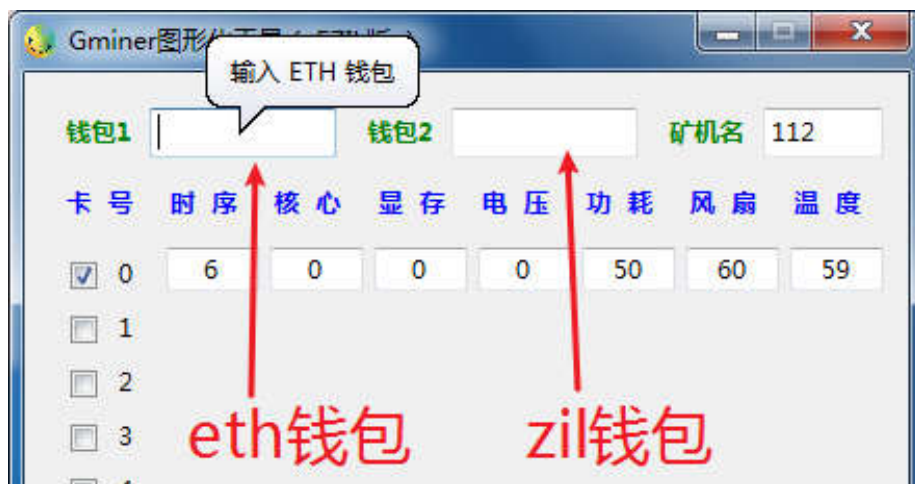 Gminer图形化界
输入 ETH 钱包
钱包1 钱包2 矿机名 112
卡 号 时 序 核 心 显 存 电 压 功 耗 风 扇 温 度
0 6 0 0 0 50 60 59
1
2
3
eth钱包 zil钱包